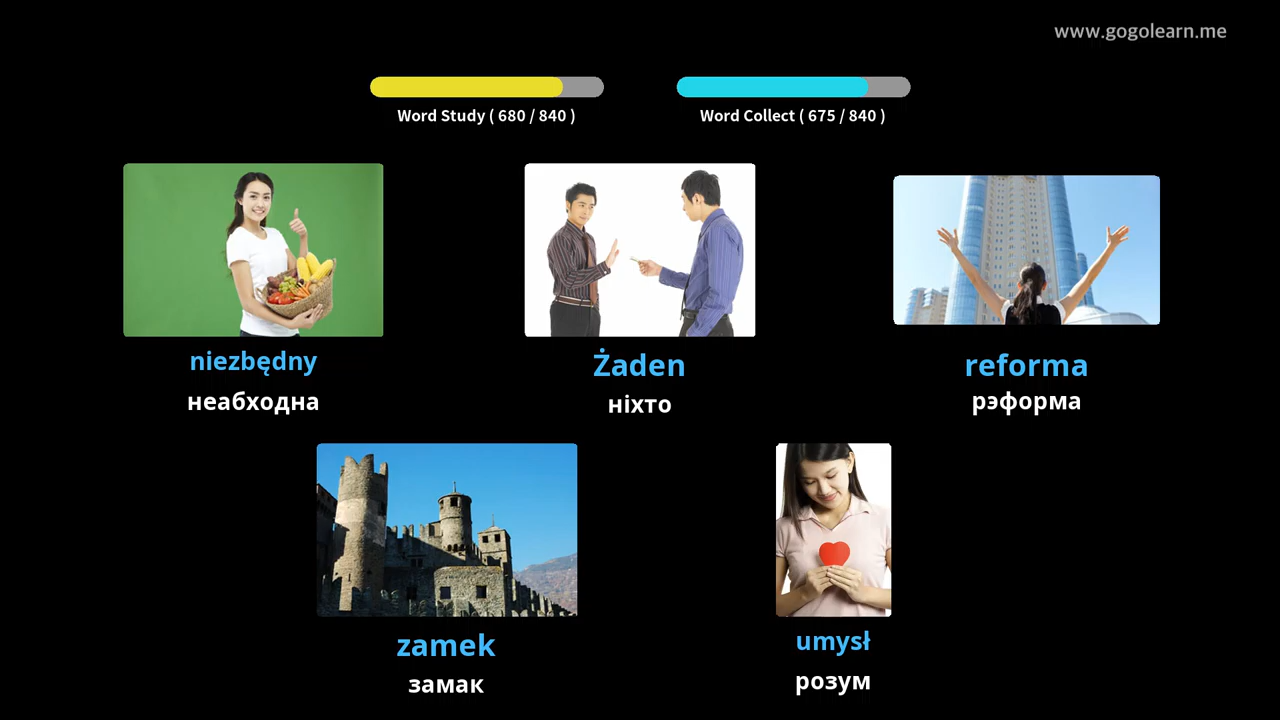 www.gogolearn.me
Word Study ( 680 / 840 )
Word Collect ( 675 / 840 )
niezbędny
неабходна
Żaden
ніхто
reforma
рэформа
zamek
замак
umysł
розум